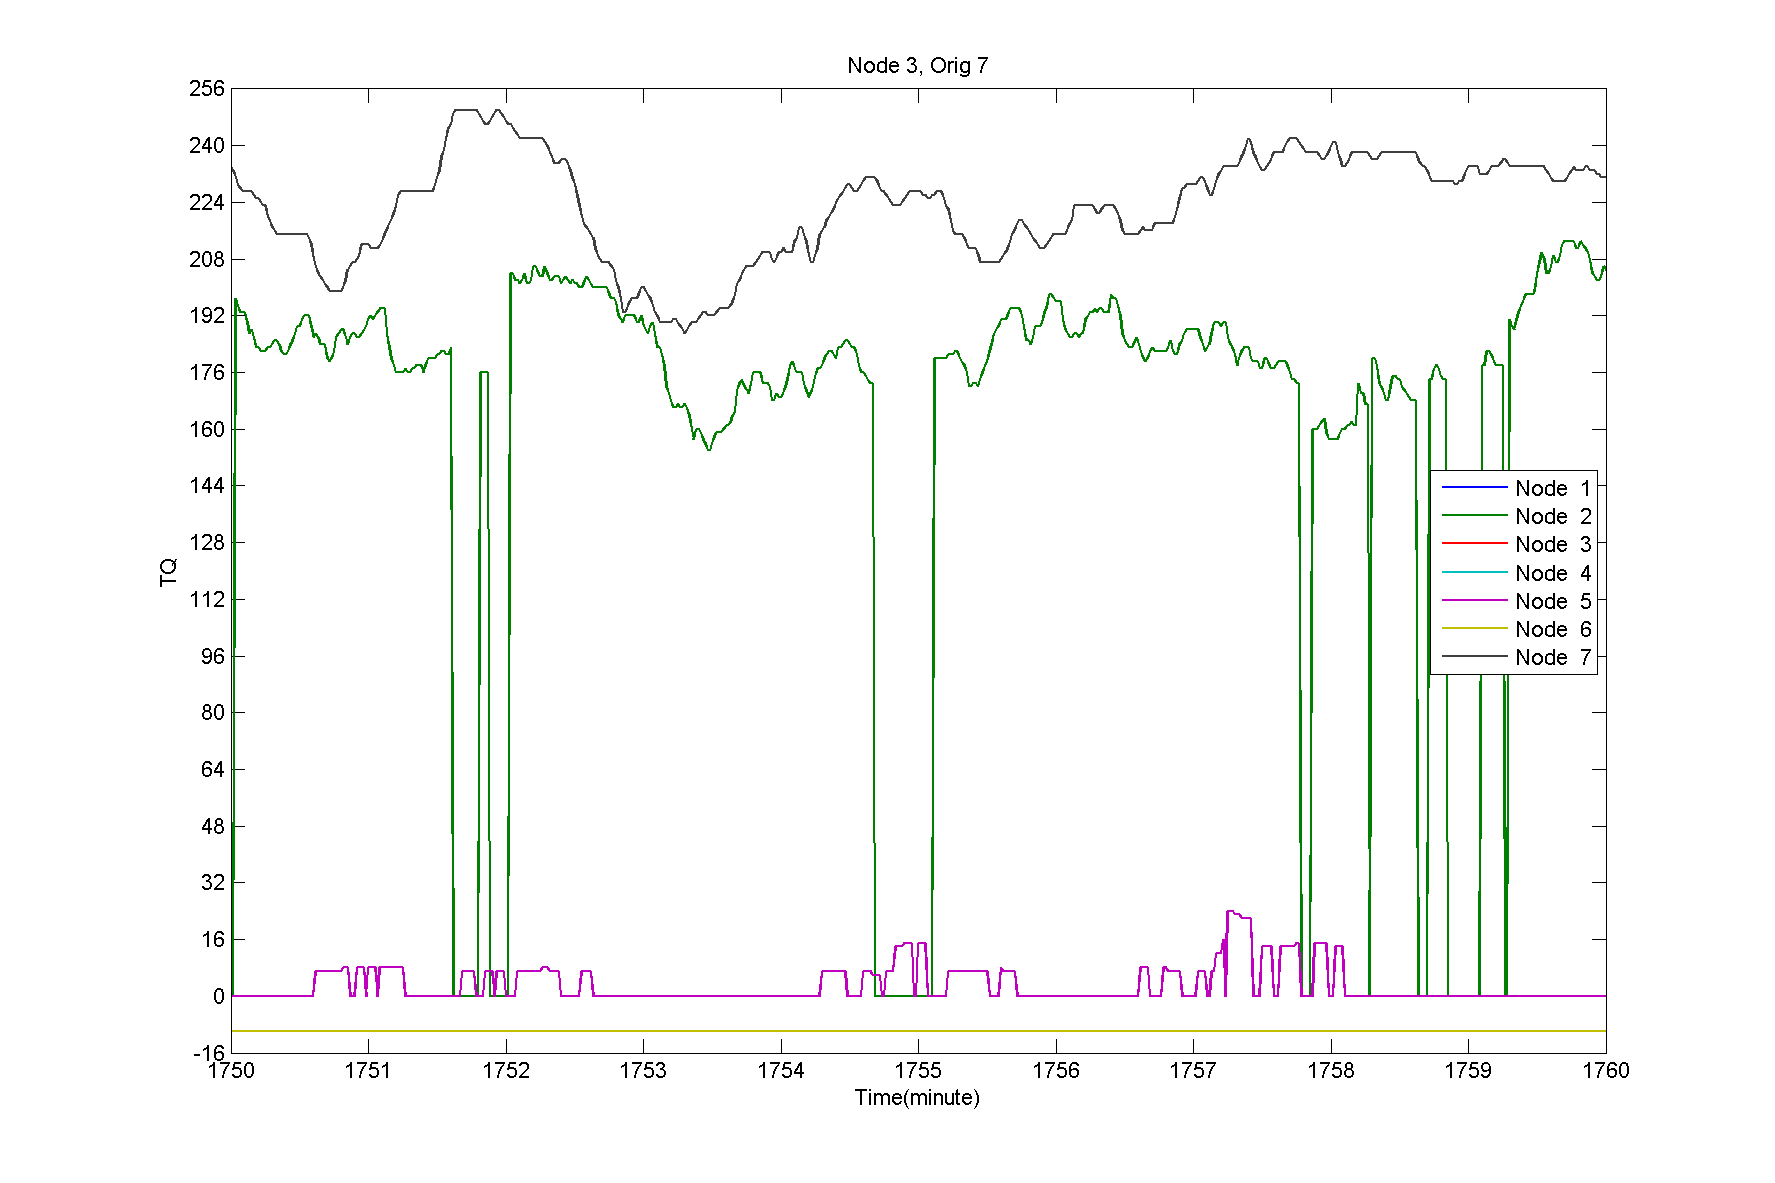 Node 3, Orig 7
256
240
224
208
192
176
160
144
128
112
96
80
64
48
32
16
0
-16
TQ
Node 1
Node 2
Node 3
Node 4
Node 5
Node 6
Node 7
1750 1751 1752 1753 1754 1755 1756 1757 1758 1759 1760
Time(minute)